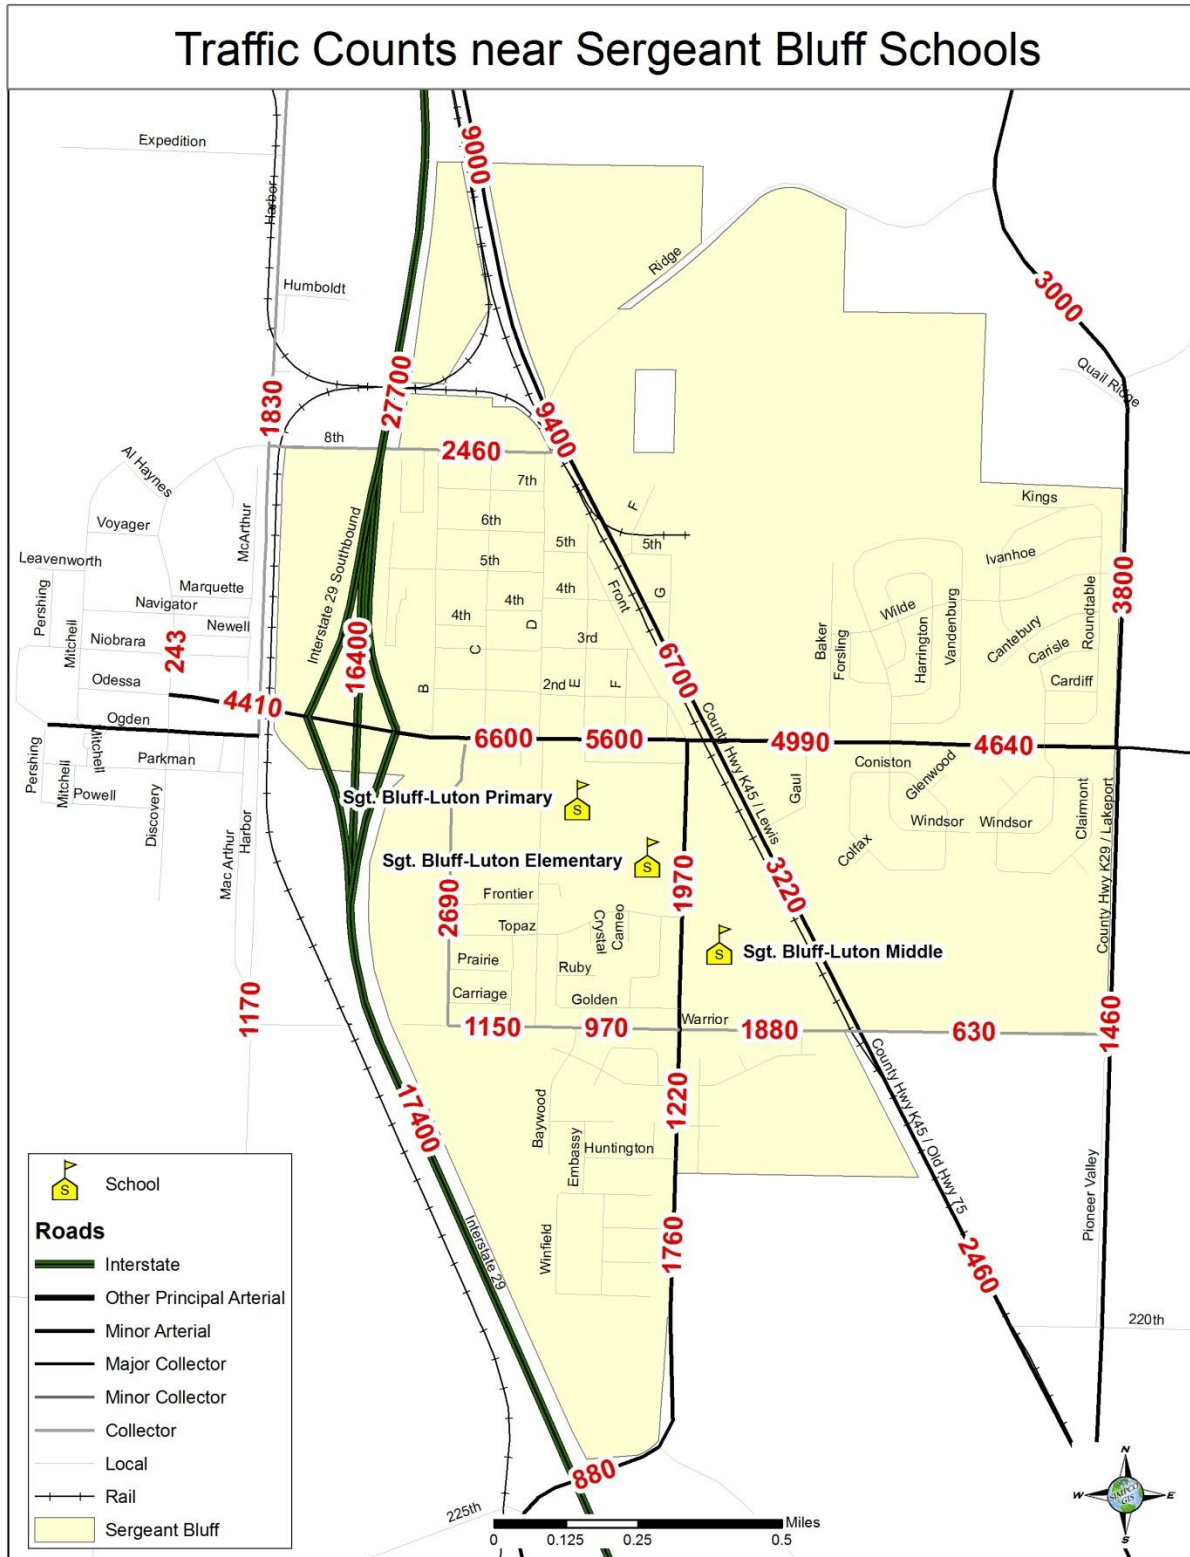 Traffic Counts near Sergeant Bluff Schools
Expedition
Harbor
9000
Ridge
Humboldt
3000
Quail Ridge
27700
1830
9400
8th
2460
Al Haynes
7th
Kings
Voyager
McArthur
6th
F
Interstate 29 Southbound
5th
5th
Ivanhoe
Leavenworth
5th
3800
Marquette
4th
Front
G
Wilde
Roundtable
Pershing
Navigator
4th
Newell
4th
D
Baker
Forsling
Harrington
Vandenburg
Cantebury
Carisle
Mitchell
Niobrara
243
16400
C
3rd
6700
Odessa
B
2nd
E
F
Cardiff
4410
Ogden
County Hwy K45 / Lewis
6600
5600
4990
4640
Pershing
Mitchell
Parkman
Coniston
Glenwood
Mitchell
Powell
Discovery
Sgt. Bluff-Luton Primary
S
Gaul
Windsor
Windsor
Clairmont
County Hwy K29 / Lakeport
Colfax
Mac Arthur
Harbor
Sgt. Bluff-Luton Elementary
S
1970
3220
2690
Frontier
Topaz
Crystal
Cameo
Prairie
Ruby
S
Sgt. Bluff-Luton Middle
Carriage
Golden
1170
Warrior
1150
970
1880
630
1460
County Hwy K45 / Old Hwy 75
17400
Baywood
1220
Embassy
Huntington
Pioneer Valley
Interstate 29
Winfield
1760
2460
220th
880
225th
S
School
Roads
Interstate
Other Principal Arterial
Minor Arterial
Major Collector
Minor Collector
Collector
Local
Rail
Sergeant Bluff
Miles
0
0.125
0.25
0.5
N
W
E
S
SIMPCO
GIS